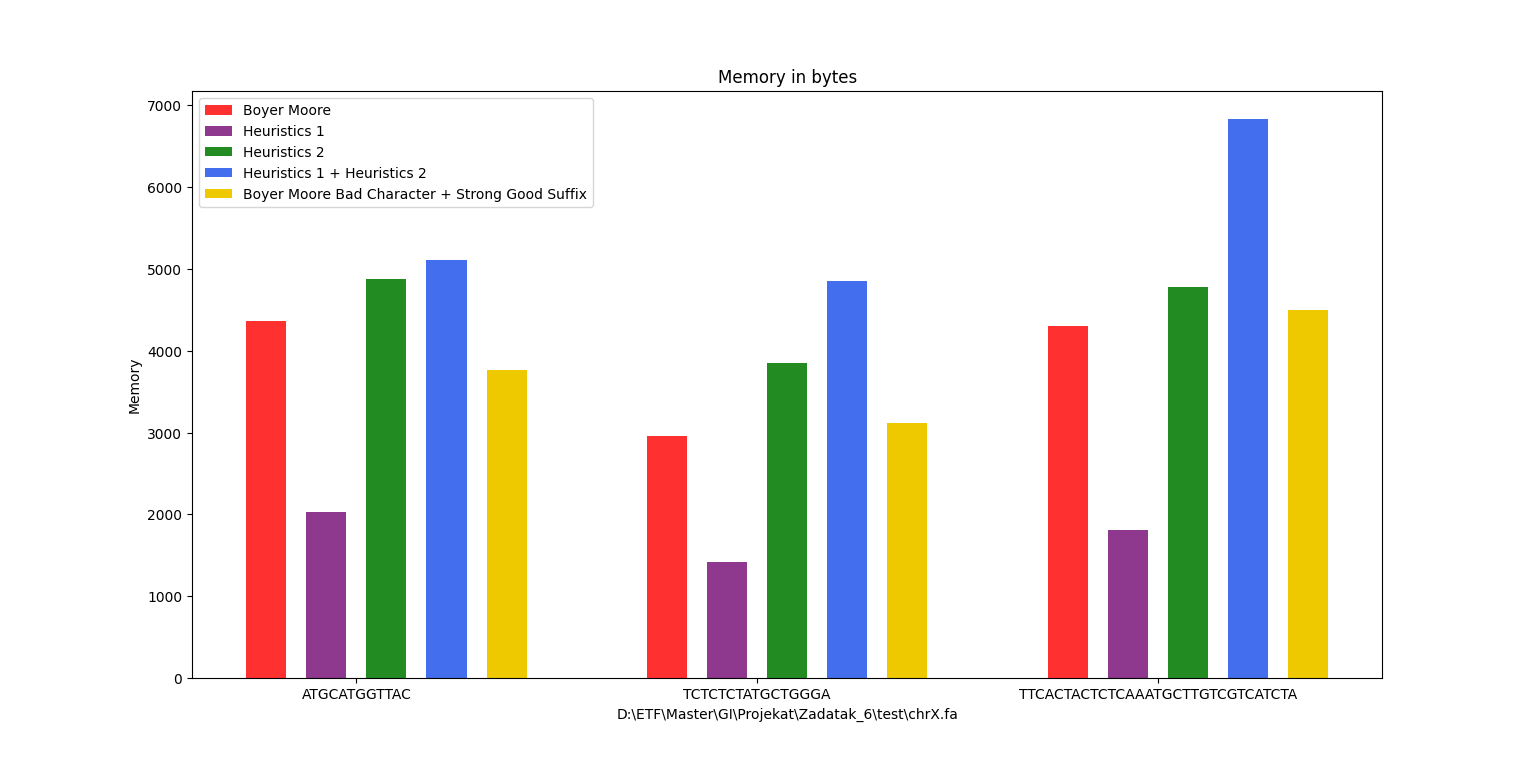 Memory in bytes
Boyer Moore
Heuristics 1
Heuristics 2
Heuristics 1 + Heuristics 2
Boyer Moore Bad Character + Strong Good Suffix
7000
6000
5000
4000
3000
2000
1000
0
Memory
ATGCATGGTTAC
TCTCTCTATGCTGGGA
TTCACTACTCTCAAATGCTTGTCGTCATCTA
D:\ETF\Master\GI\Projekat\Zadatak_6\test\chrX.fa